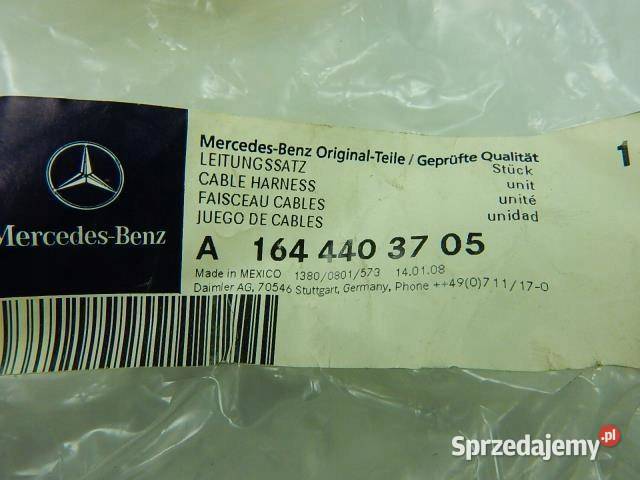 Mercedes-Benz
Mercedes-Benz Original-Teile / Geprüfte Qualität 1
LEITUNGSSATZ Stück
CABLE HARNESS unit
FAISCEAU CABLES unité
JUEGO DE CABLES unidad
A 164 440 37 05
Made in MEXICO 1380/0801/573 14.01.08
Daimler AG, 70546 Stuttgart, Germany, Phone ++49(0)711/17-0
Sprzedajemy.pl